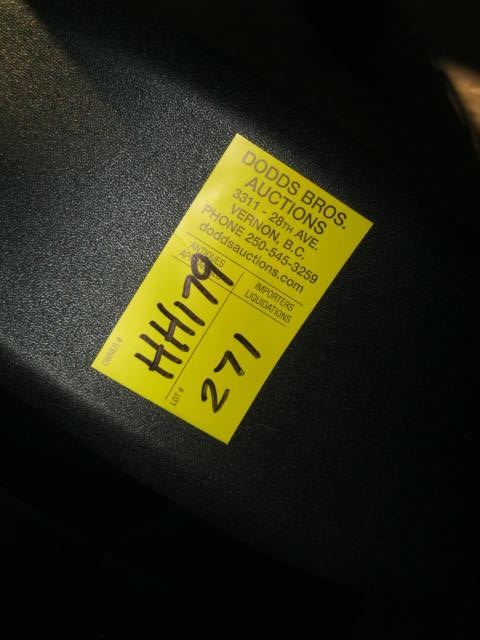 DODDS BROS.
AUCTIONS
3311 - 28TH AVE.
VERNON, B.C.
PHONE 250-545-3259
doddsauctions.com
ANTIQUES
IMPORTERS
LIQUIDATIONS
OWNER #
HH179
LOT #
271